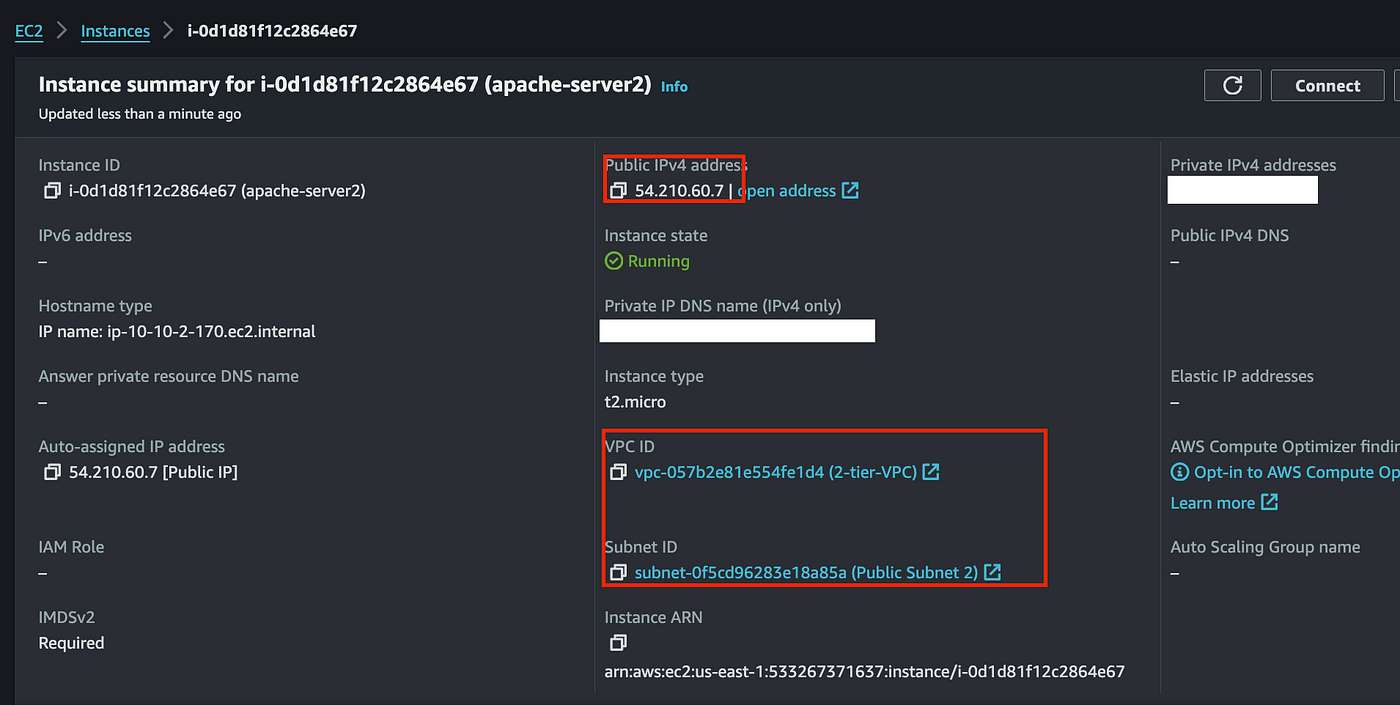 EC2 > Instances > i-0d1d81f12c2864e67
Instance summary for i-0d1d81f12c2864e67 (apache-server2) Info
Connect
Updated less than a minute ago
Instance ID
i-0d1d81f12c2864e67 (apache-server2)
Public IPv4 address
54.210.60.7 | open address
Private IPv4 addresses
IPv6 address
–
Instance state
Running
Public IPv4 DNS
–
Hostname type
IP name: ip-10-10-2-170.ec2.internal
Private IP DNS name (IPv4 only)
Answer private resource DNS name
–
Instance type
t2.micro
Elastic IP addresses
–
Auto-assigned IP address
54.210.60.7 [Public IP]
VPC ID
vpc-057b2e81e554fe1d4 (2-tier-VPC)
AWS Compute Optimizer findin
Opt-in to AWS Compute Op
Learn more
IAM Role
–
Subnet ID
subnet-0f5cd96283e18a85a (Public Subnet 2)
Auto Scaling Group name
–
IMDSv2
Required
Instance ARN
arn:aws:ec2:us-east-1:533267371637:instance/i-0d1d81f12c2864e67